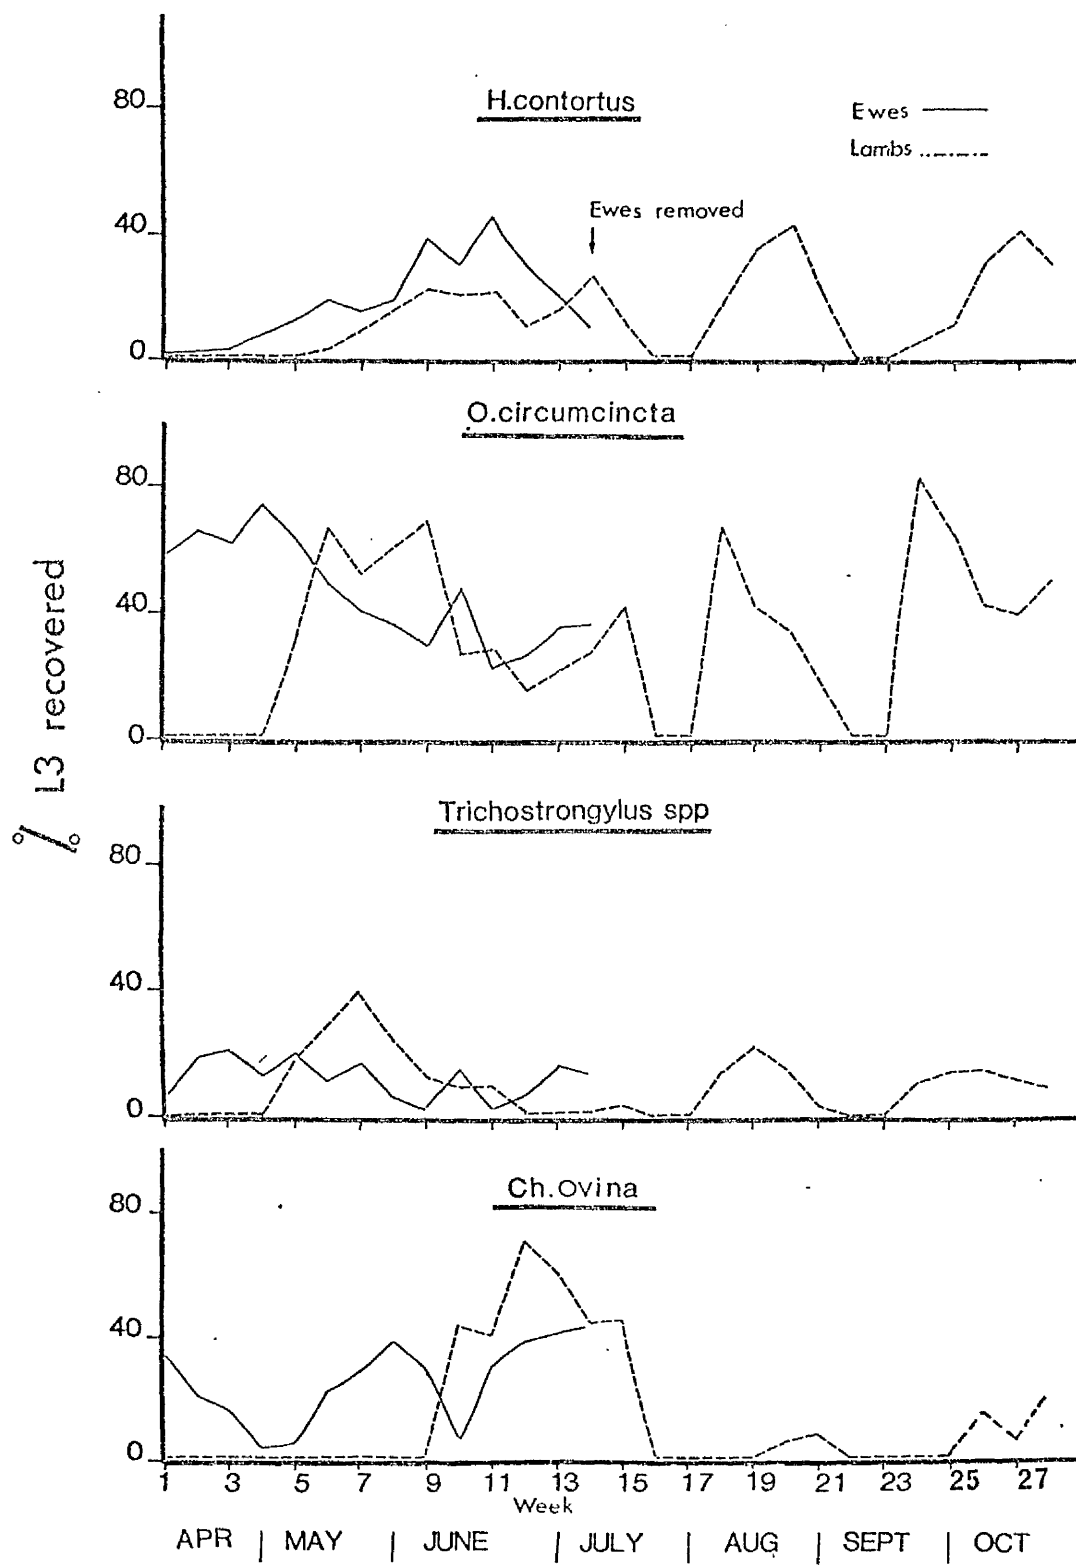 H.contortus
Ewes
Lambs
Ewes removed
80
40
0
O.circumcincta
80
40
0
% L3 recovered
Trichostrongylus spp
80
40
0
Ch.ovina
80
40
0
1 3 5 7 9 11 13 15 17 19 21 23 25 27
Week
APR | MAY | JUNE | JULY | AUG | SEPT | OCT